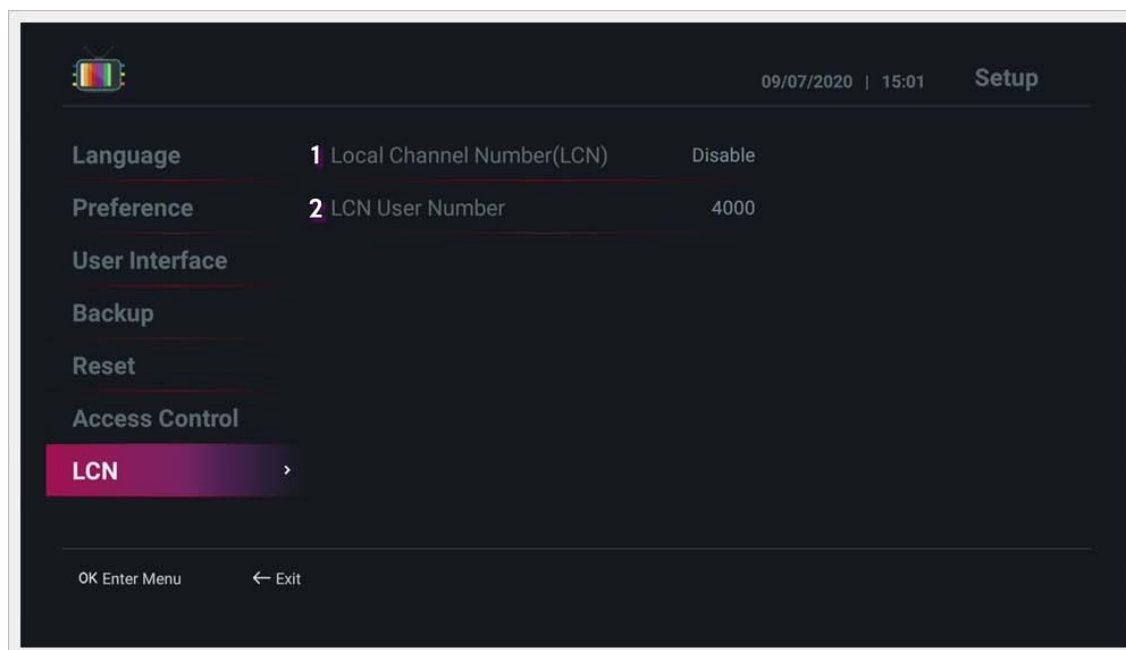 09/07/2020 | 15:01 Setup
Language 1 Local Channel Number(LCN) Disable
Preference 2 LCN User Number 4000
User Interface
Backup
Reset
Access Control
LCN ›
OK Enter Menu ← Exit